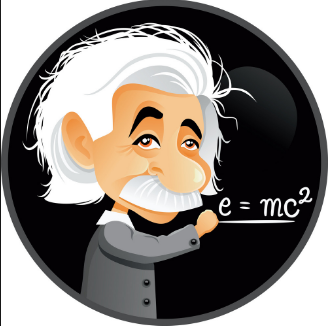 e = mc²